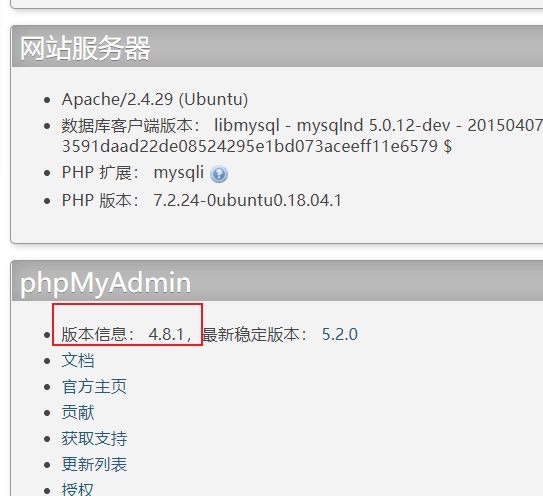 网站服务器
Apache/2.4.29 (Ubuntu)
数据库客户端版本： libmysql - mysqlnd 5.0.12-dev - 20150407
3591daad22de08524295e1bd073aceeff11e6579 $
PHP 扩展： mysqli
PHP 版本： 7.2.24-0ubuntu0.18.04.1
phpMyAdmin
版本信息： 4.8.1，最新稳定版本： 5.2.0
文档
官方主页
贡献
获取支持
更新列表
授权